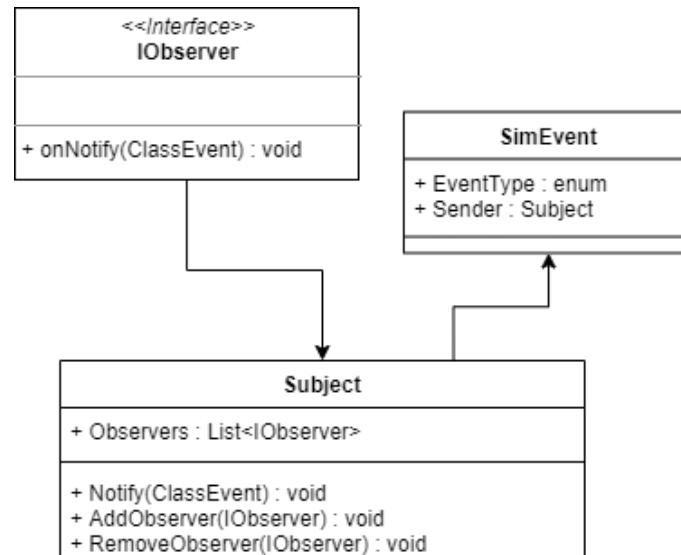 <<Interface>>
IObserver
+ onNotify(ClassEvent) : void
SimEvent
+ EventType : enum
+ Sender : Subject
Subject
+ Observers : List<IObserver>
+ Notify(ClassEvent) : void
+ AddObserver(IObserver) : void
+ RemoveObserver(IObserver) : void